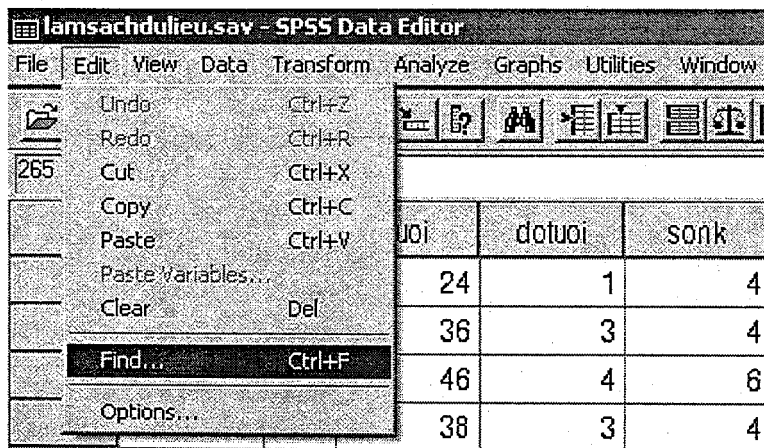 lamsachdulieu.sav - SPSS Data Editor
File Edit View Data Transform Analyze Graphs Utilities Window
Undo Ctrl+Z
Redo Ctrl+R
265 Cut Ctrl+X
Copy Ctrl+C
Paste Ctrl+V uoi dotuoi sonk
Paste Variables...
24 1 4
Clear Del
36 3 4
Find... Ctrl+F
46 4 6
Options...
38 3 4